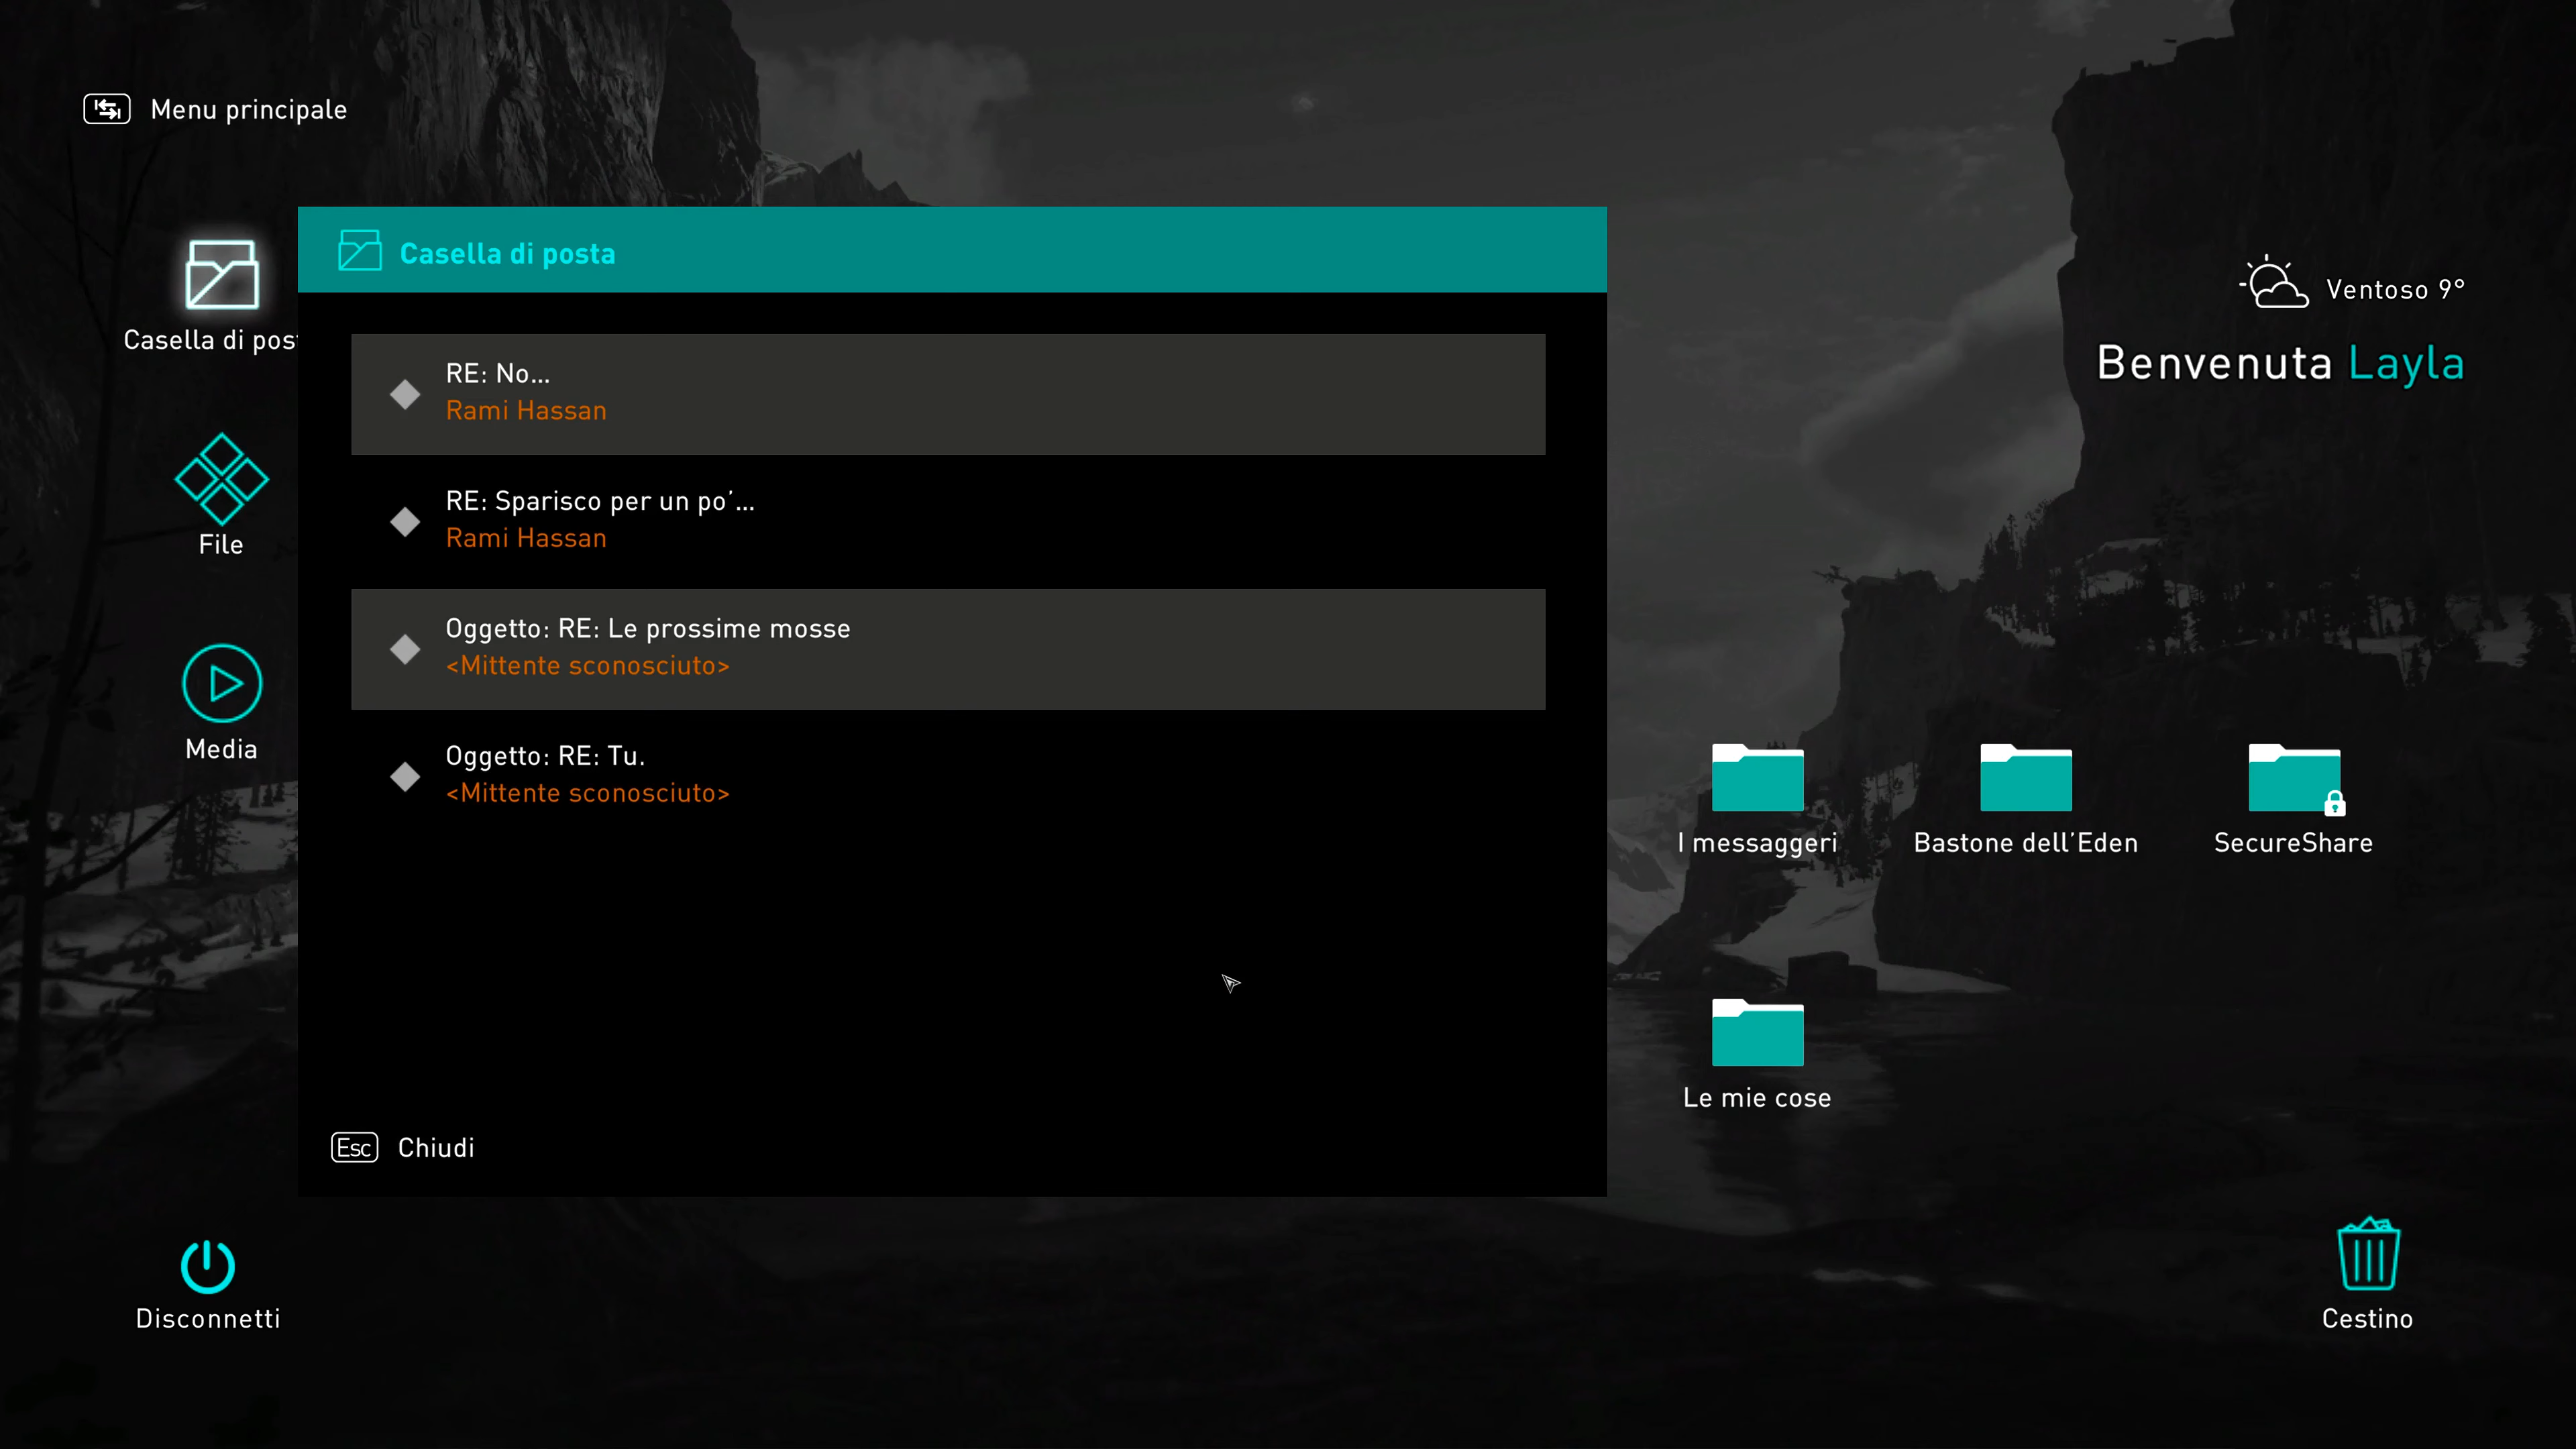 Menu principale
Casella di posta
Casella di post
RE: No...
Rami Hassan
RE: Sparisco per un po'...
Rami Hassan
Oggetto: RE: Le prossime mosse
<Mittente sconosciuto>
Oggetto: RE: Tu.
<Mittente sconosciuto>
Esc Chiudi
File
Media
Disconnetti
Ventoso 9°
Benvenuta Layla
I messaggeri
Bastone dell'Eden
SecureShare
Le mie cose
Cestino